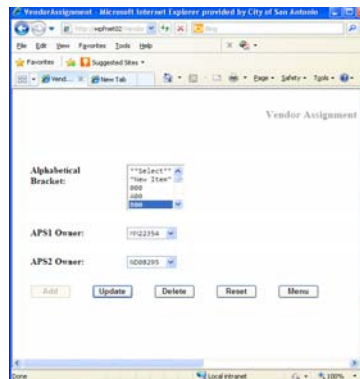 VendorAssignment - Microsoft Internet Explorer provided by City of San Antonio
File Edit View Favorites Tools Help
Favorites Suggested Sites
Vend... New Tab Page Safety Tools
Vendor Assignment
Alphabetical Bracket:
**Select**
"New Item"
000
A00
B00
APS1 Owner:
APS2 Owner:
Add Update Delete Reset Menu
Done Local intranet 100%